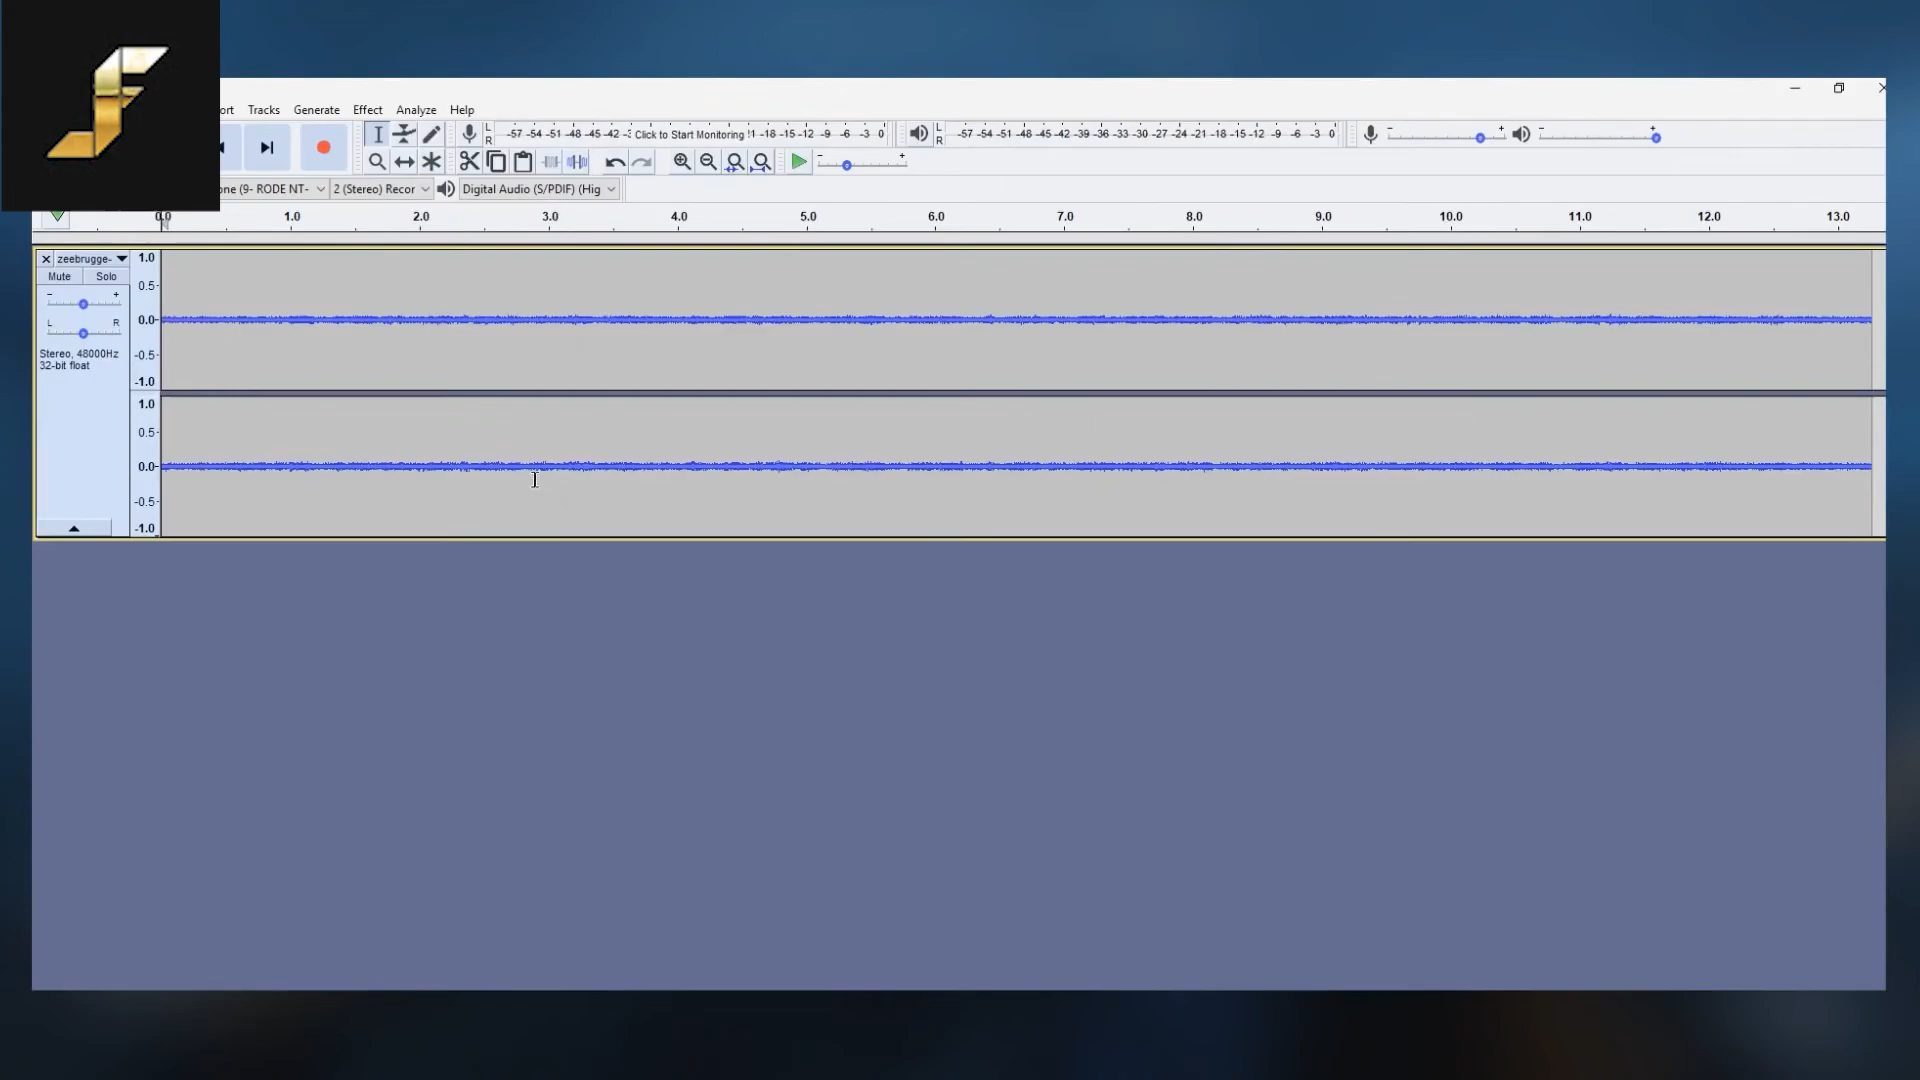 ort Tracks Generate Effect Analyze Help
L R -57 -54 -51 -48 -45 -42 Click to Start Monitoring -18 -15 -12 -9 -6 -3 0
L R -57 -54 -51 -48 -45 -42 -39 -36 -33 -30 -27 -24 -21 -18 -15 -12 -9 -6 -3 0
- +
- +
- +
one (9- RODE NT- 2 (Stereo) Recor Digital Audio (S/PDIF) (Hig
0.0 1.0 2.0 3.0 4.0 5.0 6.0 7.0 8.0 9.0 10.0 11.0 12.0 13.0
zeebrugge-
Mute Solo
- +
L R
Stereo, 48000Hz
32-bit float
1.0
0.5
0.0
-0.5
-1.0
1.0
0.5
0.0
-0.5
-1.0